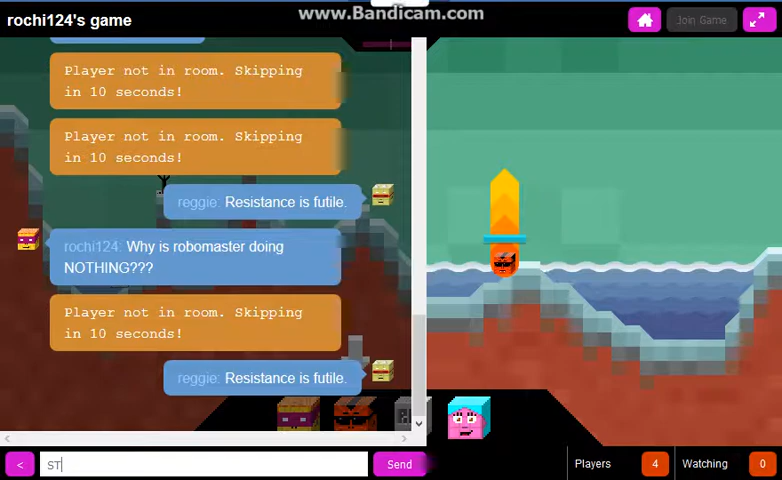 www.Bandicam.com
rochi124's game
Join Game
Player not in room. Skipping
in 10 seconds!
Player not in room. Skipping
in 10 seconds!
reggie: Resistance is futile.
rochi124: Why is robomaster doing
NOTHING???
Player not in room. Skipping
in 10 seconds!
reggie: Resistance is futile.
< ST Send
Players 4 Watching 0